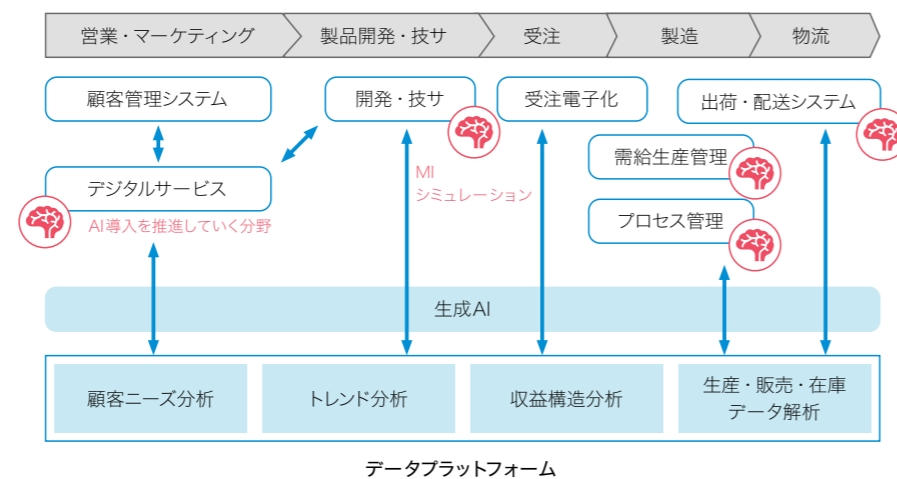 営業・マーケティング
製品開発・技サ
受注
製造
物流
顧客管理システム
開発・技サ
受注電子化
出荷・配送システム
需給生産管理
デジタルサービス
MI
シミュレーション
AI導入を推進していく分野
プロセス管理
生成AI
顧客ニーズ分析
トレンド分析
収益構造分析
生産・販売・在庫
データ解析
データプラットフォーム